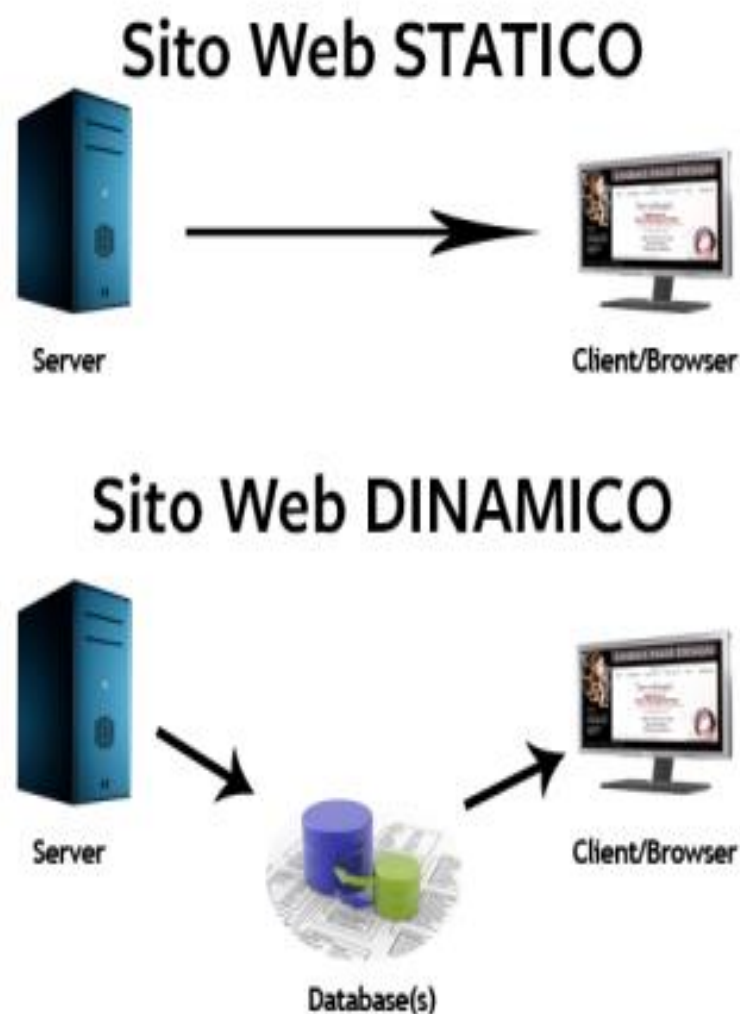 Sito Web STATICO
Server
Client/Browser
Sito Web DINAMICO
Server
Client/Browser
Database(s)